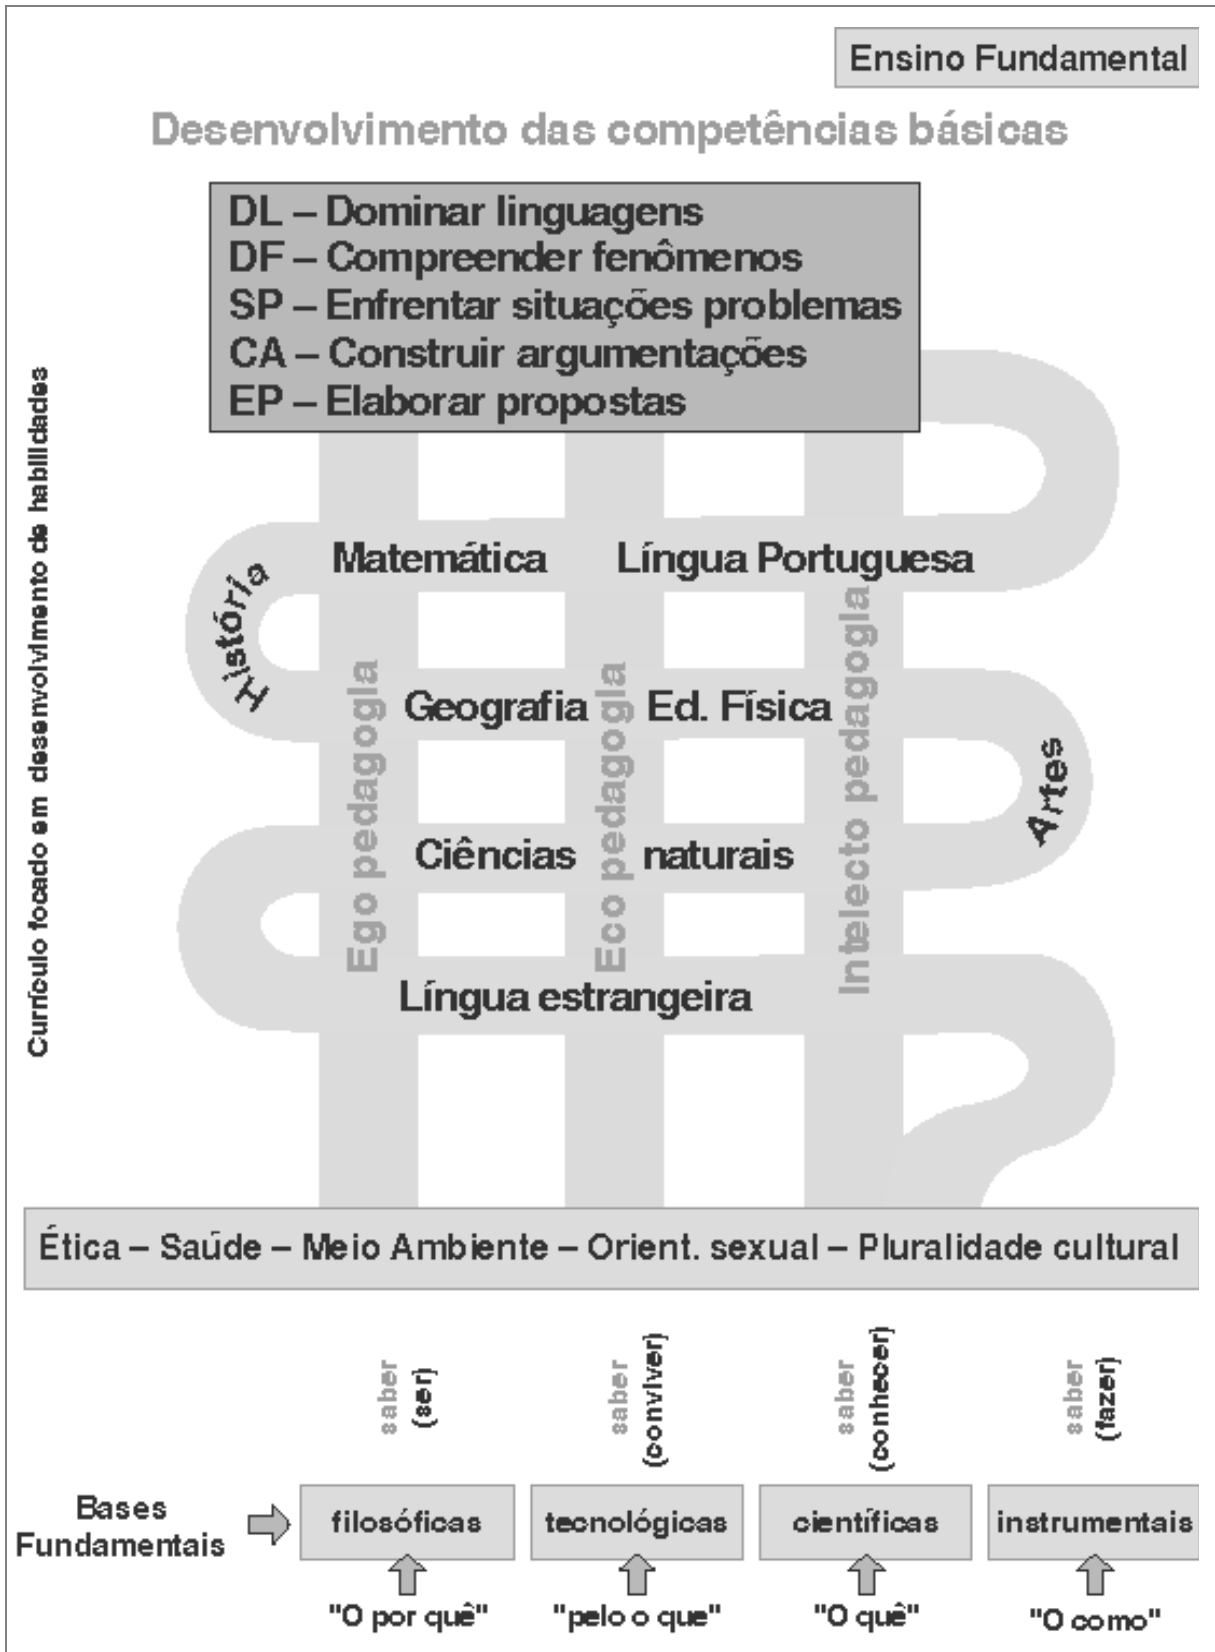 Ensino Fundamental
Desenvolvimento das competências básicas
DL – Dominar linguagens
DF – Compreender fenômenos
SP – Enfrentar situações problemas
CA – Construir argumentações
EP – Elaborar propostas
Currículo focado em desenvolvimento de habilidades
Matemática
Língua Portuguesa
História
Geografia
Ed. Física
Artes
Ciências naturais
Língua estrangeira
Ego pedagogia
Eco pedagogia
Intelecto pedagogia
Ética – Saúde – Meio Ambiente – Orient. sexual – Pluralidade cultural
saber
(ser)
saber
(conviver)
saber
(conhecer)
saber
(fazer)
Bases
Fundamentais
filosóficas
tecnológicas
científicas
instrumentais
"O por quê"
"pelo o que"
"O quê"
"O como"